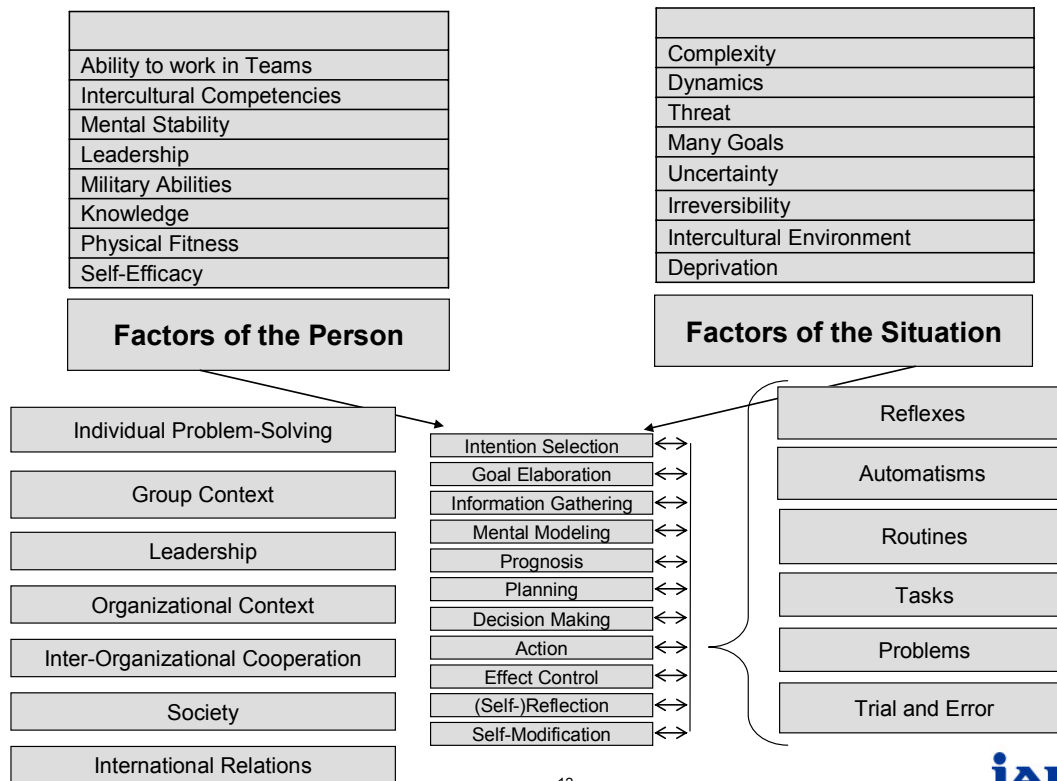 Ability to work in Teams
Intercultural Competencies
Mental Stability
Leadership
Military Abilities
Knowledge
Physical Fitness
Self-Efficacy
Factors of the Person
Complexity
Dynamics
Threat
Many Goals
Uncertainty
Irreversibility
Intercultural Environment
Deprivation
Factors of the Situation
Individual Problem-Solving
Group Context
Leadership
Organizational Context
Inter-Organizational Cooperation
Society
International Relations
Intention Selection
Goal Elaboration
Information Gathering
Mental Modeling
Prognosis
Planning
Decision Making
Action
Effect Control
(Self-)Reflection
Self-Modification
Reflexes
Automatisms
Routines
Tasks
Problems
Trial and Error